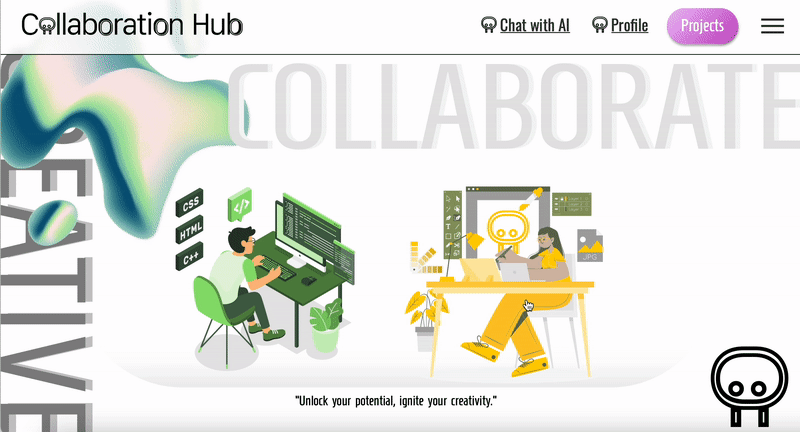 Collaboration Hub
Chat with AI
Profile
Projects
COLLABORATE
CREATIVE
CSS
HTML
C++
</>
JPG
"Unlock your potential, ignite your creativity."